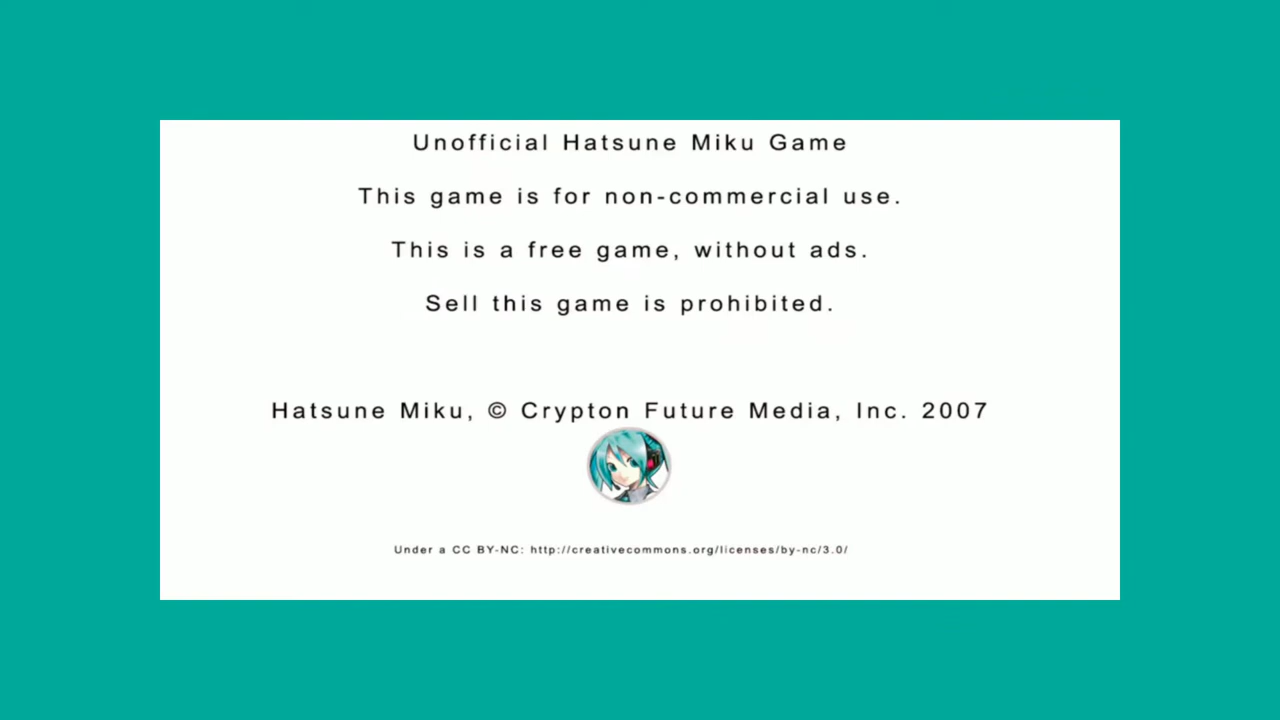 Unofficial Hatsune Miku Game
This game is for non-commercial use.
This is a free game, without ads.
Sell this game is prohibited.
Hatsune Miku, © Crypton Future Media, Inc. 2007
Under a CC BY-NC: http://creativecommons.org/licenses/by-nc/3.0/